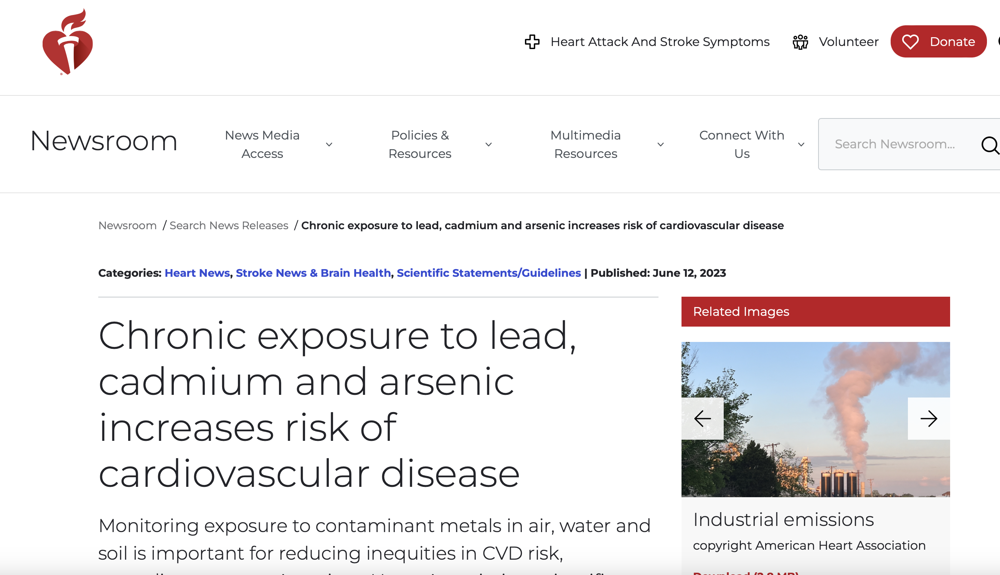 Heart Attack And Stroke Symptoms Volunteer Donate
Newsroom
News Media
Access
Policies &
Resources
Multimedia
Resources
Connect With
Us
Search Newsroom...
Newsroom / Search News Releases / Chronic exposure to lead, cadmium and arsenic increases risk of cardiovascular disease
Categories: Heart News, Stroke News & Brain Health, Scientific Statements/Guidelines | Published: June 12, 2023
Chronic exposure to lead,
cadmium and arsenic
increases risk of
cardiovascular disease
Monitoring exposure to contaminant metals in air, water and
soil is important for reducing inequities in CVD risk,
Related Images
Industrial emissions
copyright American Heart Association